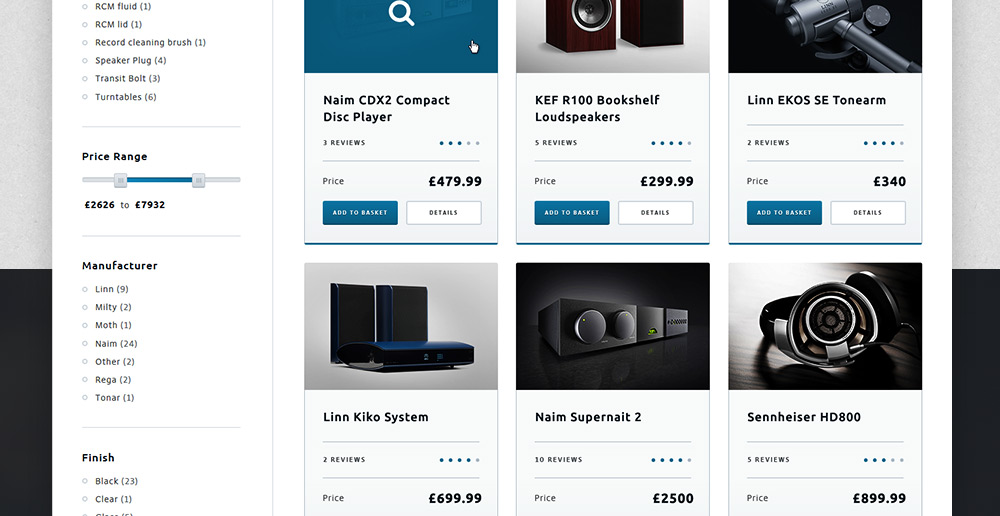 RCM fluid (1)
RCM lid (1)
Record cleaning brush (1)
Speaker Plug (4)
Transit Bolt (3)
Turntables (6)
Price Range
£2626 to £7932
Manufacturer
Linn (9)
Milty (2)
Moth (1)
Naim (24)
Other (2)
Rega (2)
Tonar (1)
Finish
Black (23)
Clear (1)
Naim CDX2 Compact
Disc Player
3 REVIEWS
Price £479.99
ADD TO BASKET DETAILS
KEF R100 Bookshelf
Loudspeakers
5 REVIEWS
Price £299.99
ADD TO BASKET DETAILS
Linn EKOS SE Tonearm
2 REVIEWS
Price £340
ADD TO BASKET DETAILS
Linn Kiko System
2 REVIEWS
Price £699.99
Naim Supernait 2
10 REVIEWS
Price £2500
Sennheiser HD800
5 REVIEWS
Price £899.99